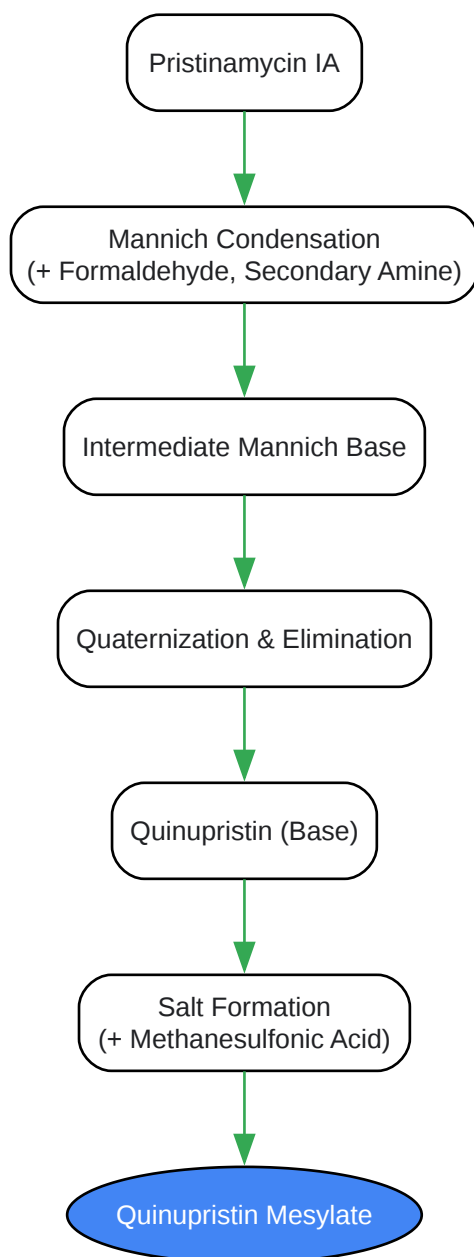 Pristinamycin IA
Mannich Condensation
(+ Formaldehyde, Secondary Amine)
Intermediate Mannich Base
Quaternization & Elimination
Quinupristin (Base)
Salt Formation
(+ Methanesulfonic Acid)
Quinupristin Mesylate